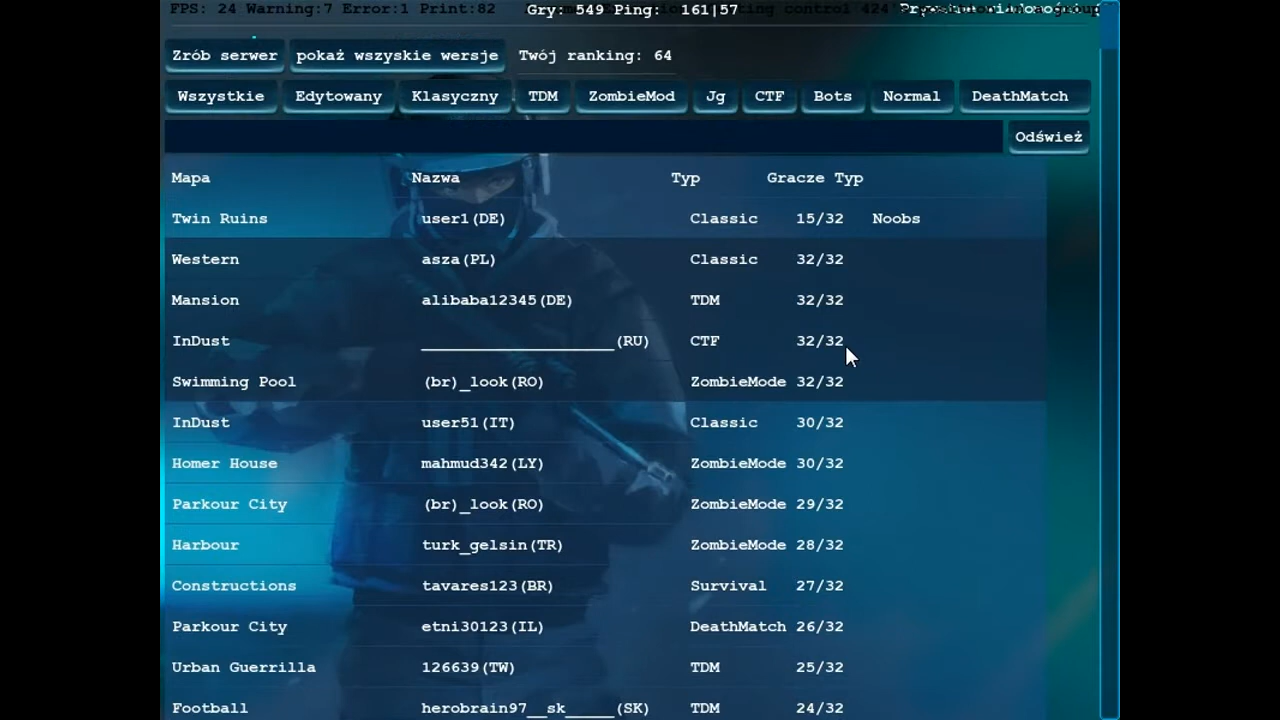 FPS: 24 Warning:7 Error:1 Print:82 Gry: 549 Ping: 161|57 control 424
Zrób serwer pokaż wszyskie wersje Twój ranking: 64
Wszystkie Edytowany Klasyczny TDM ZombieMod Jg CTF Bots Normal DeathMatch
Odśwież
Mapa Nazwa Typ Gracze Typ
Twin Ruins user1(DE) Classic 15/32 Noobs
Western asza(PL) Classic 32/32
Mansion alibaba12345(DE) TDM 32/32
InDust ____________________(RU) CTF 32/32
Swimming Pool (br)_look(RO) ZombieMode 32/32
InDust user51(IT) Classic 30/32
Homer House mahmud342(LY) ZombieMode 30/32
Parkour City (br)_look(RO) ZombieMode 29/32
Harbour turk_gelsin(TR) ZombieMode 28/32
Constructions tavares123(BR) Survival 27/32
Parkour City etni30123(IL) DeathMatch 26/32
Urban Guerrilla 126639(TW) TDM 25/32
Football herobrain97__sk_____(SK) TDM 24/32